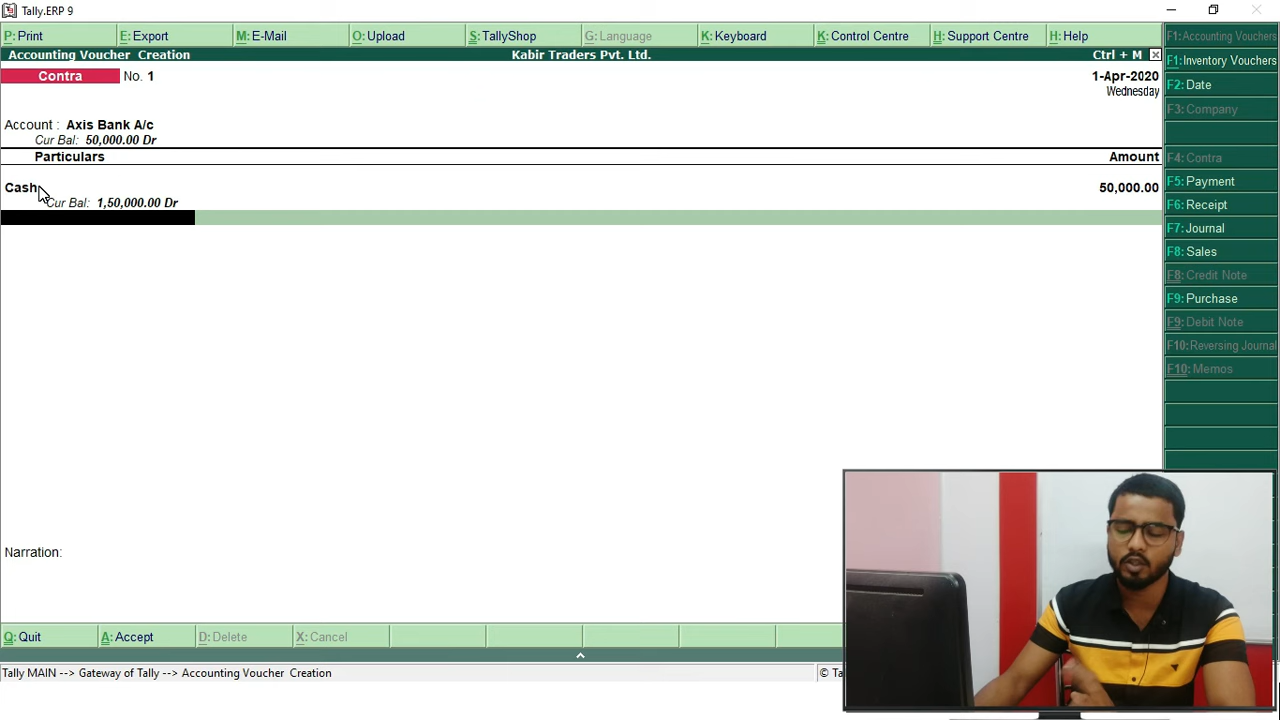 Tally.ERP 9
P: Print E: Export M: E-Mail O: Upload S: TallyShop G: Language K: Keyboard K: Control Centre H: Support Centre H: Help
Accounting Voucher Creation Kabir Traders Pvt. Ltd. Ctrl + M
Contra No. 1 1-Apr-2020
Wednesday
Account : Axis Bank A/c
Cur Bal: 50,000.00 Dr
Particulars Amount
Cash 50,000.00
Cur Bal: 1,50,000.00 Dr
Narration:
Q: Quit A: Accept D: Delete X: Cancel
Tally MAIN --> Gateway of Tally --> Accounting Voucher Creation © Ta
F1: Accounting Vouchers
F1: Inventory Vouchers
F2: Date
F3: Company
F4: Contra
F5: Payment
F6: Receipt
F7: Journal
F8: Sales
F8: Credit Note
F9: Purchase
F9: Debit Note
F10: Reversing Journal
F10: Memos